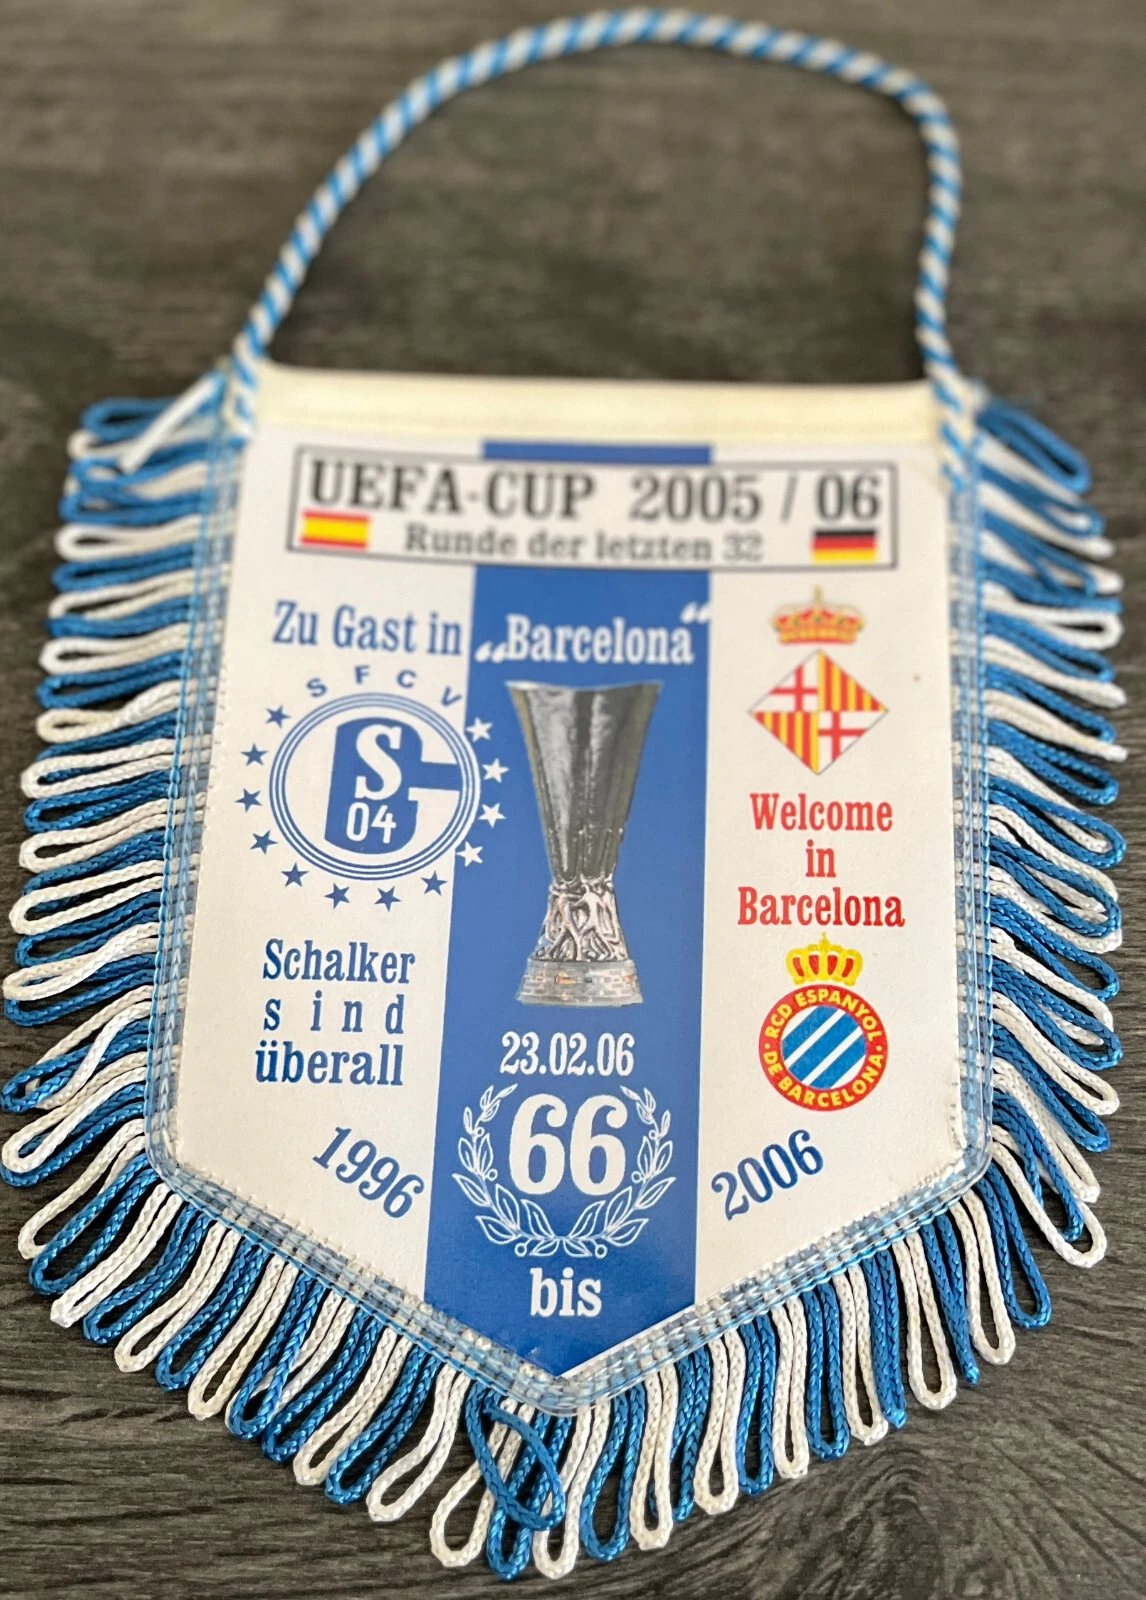 UEFA-CUP 2005 / 06
Runde der letzten 32
Zu Gast in „Barcelona“
SFCV
S
04
Schalker
sind
überall
Welcome
in
Barcelona
RCD ESPANYOL
· DE BARCELONA ·
23.02.06
66
1996
bis
2006